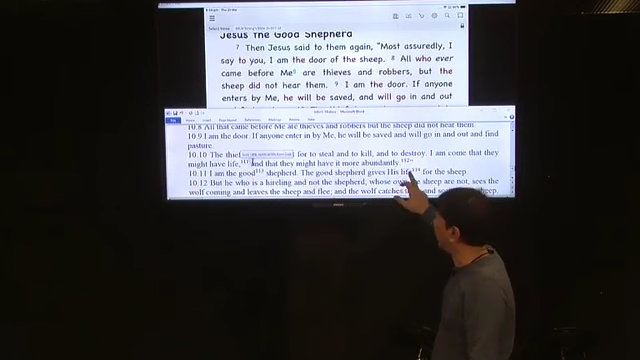 Jesus The Good Shepherd
7 Then Jesus said to them again, "Most assuredly, I
say to you, I am the door of the sheep. 8 All who ever
came before Me are thieves and robbers, but the
sheep did not hear them. 9 I am the door. If anyone
enters by Me, he will be saved, and will go in and out
10.8 All that came before Me are thieves and robbers but the sheep did not hear them.
10.9 I am the door. If anyone enter in by Me, he will be saved and will go in and out and find
pasture.
10.10 The thief for to steal and to kill, and to destroy. I am come that they
might have life,¹¹¹ and that they might have it more abundantly.
10.11 I am the good¹¹³ shepherd. The good shepherd gives His life¹¹⁴ for the sheep.
10.12 But he who is a hireling and not the shepherd, whose own the sheep are not, sees the
wolf coming and leaves the sheep and flee; and the wolf catches sheep.